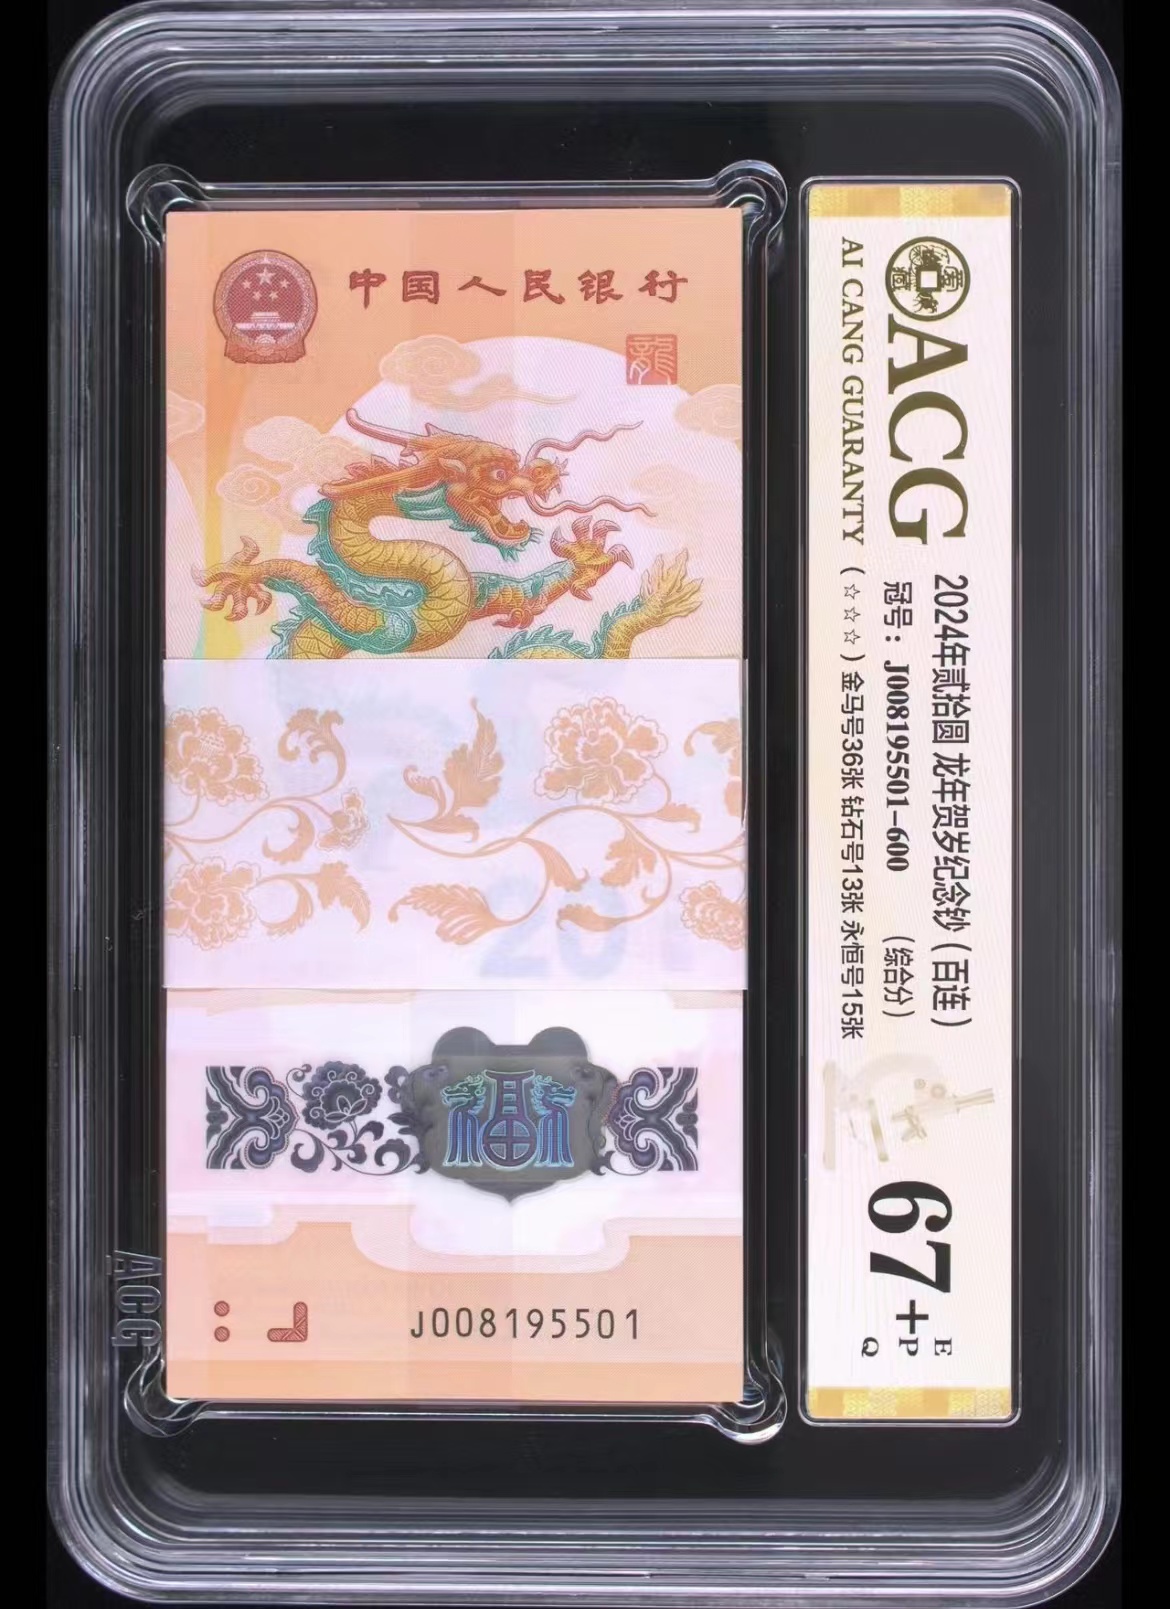 中国人民银行
龍
20
J008195501
ACG
ACG
AI CANG GUARANTY
2024年贰拾圆 龙年贺岁纪念钞（百连）
冠号：J008195501-600 （综合分）
（☆☆☆）金马号36张 钻石号13张 永恒号15张
67+
E
P
Q